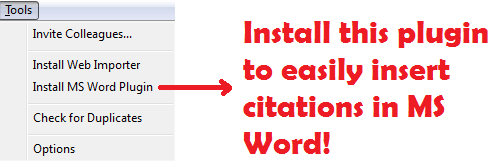 Tools
Invite Colleagues...
Install Web Importer
Install MS Word Plugin
Check for Duplicates
Options
Install this plugin
to easily insert
citations in MS
Word!